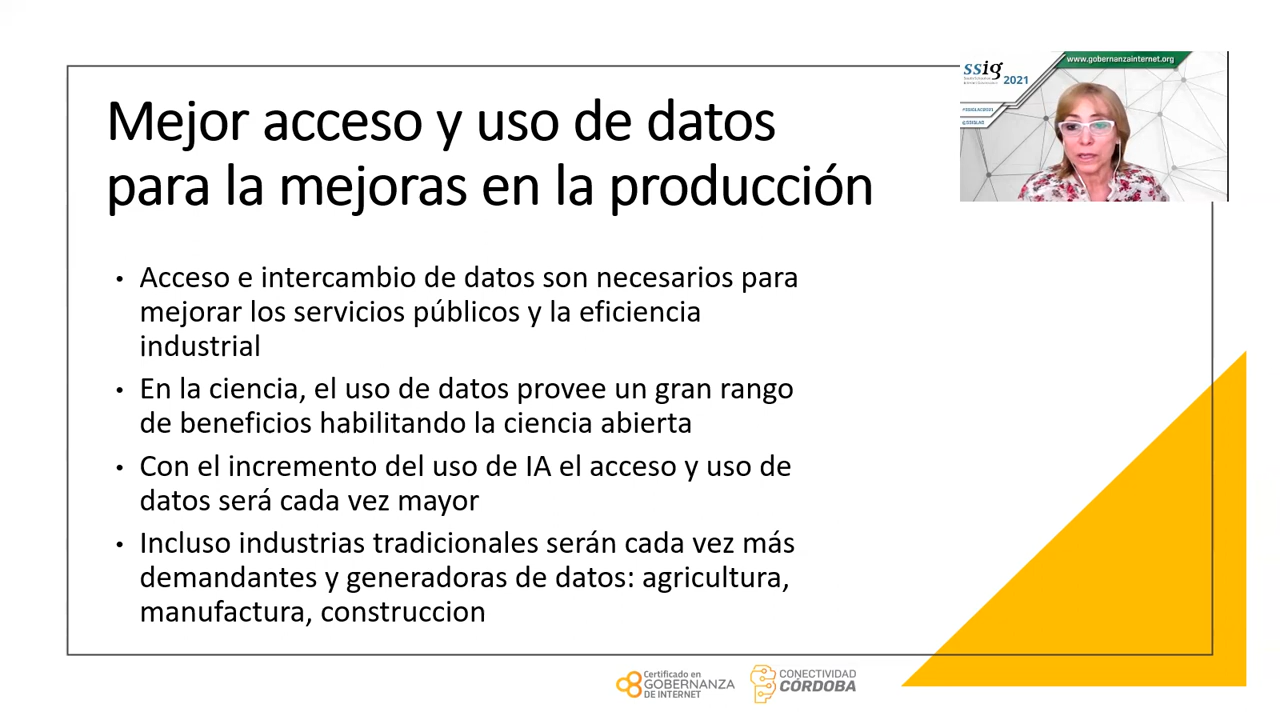 Mejor acceso y uso de datos
para la mejoras en la producción
• Acceso e intercambio de datos son necesarios para
mejorar los servicios públicos y la eficiencia
industrial
• En la ciencia, el uso de datos provee un gran rango
de beneficios habilitando la ciencia abierta
• Con el incremento del uso de IA el acceso y uso de
datos será cada vez mayor
• Incluso industrias tradicionales serán cada vez más
demandantes y generadoras de datos: agricultura,
manufactura, construccion
ssig
2021
www.gobernanzainternet.org
Certificado en
GOBERNANZA
DE INTERNET
CONECTIVIDAD
CÓRDOBA